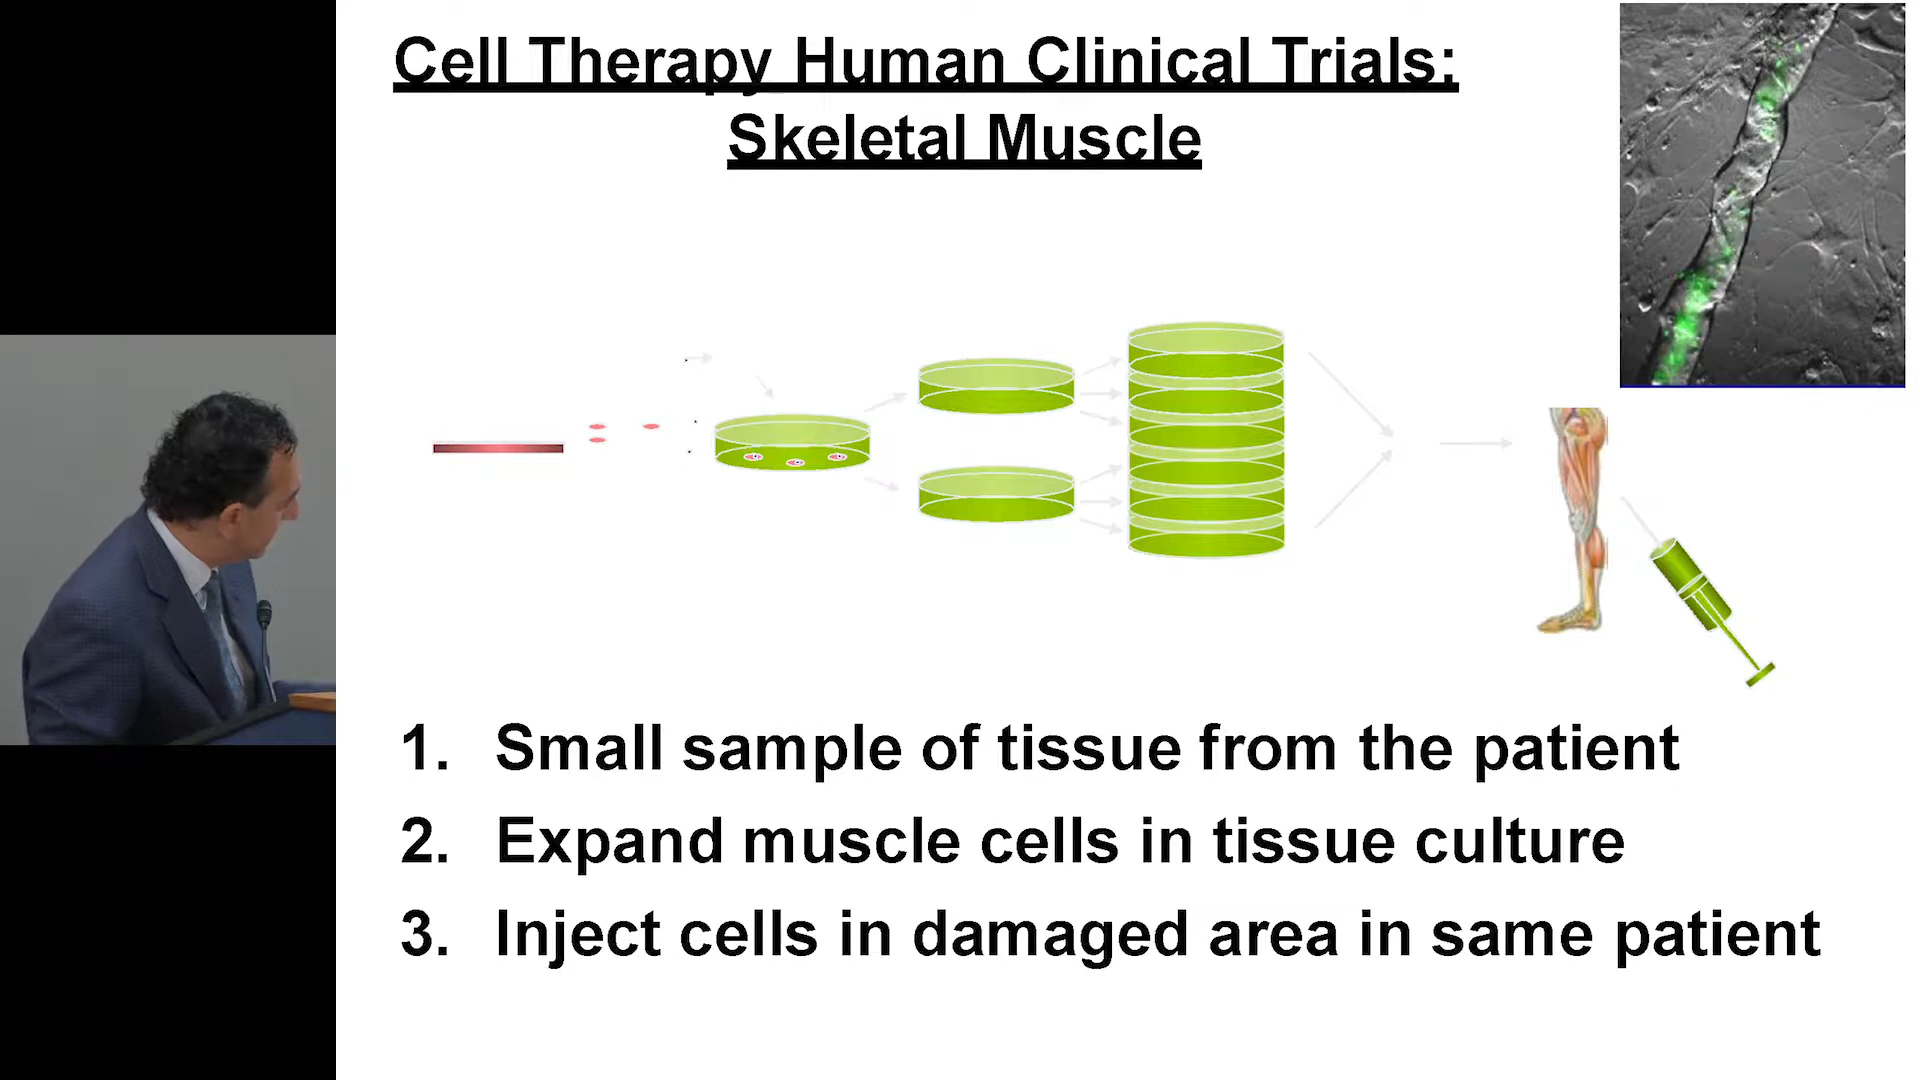 Cell Therapy Human Clinical Trials:
Skeletal Muscle
1. Small sample of tissue from the patient
2. Expand muscle cells in tissue culture
3. Inject cells in damaged area in same patient